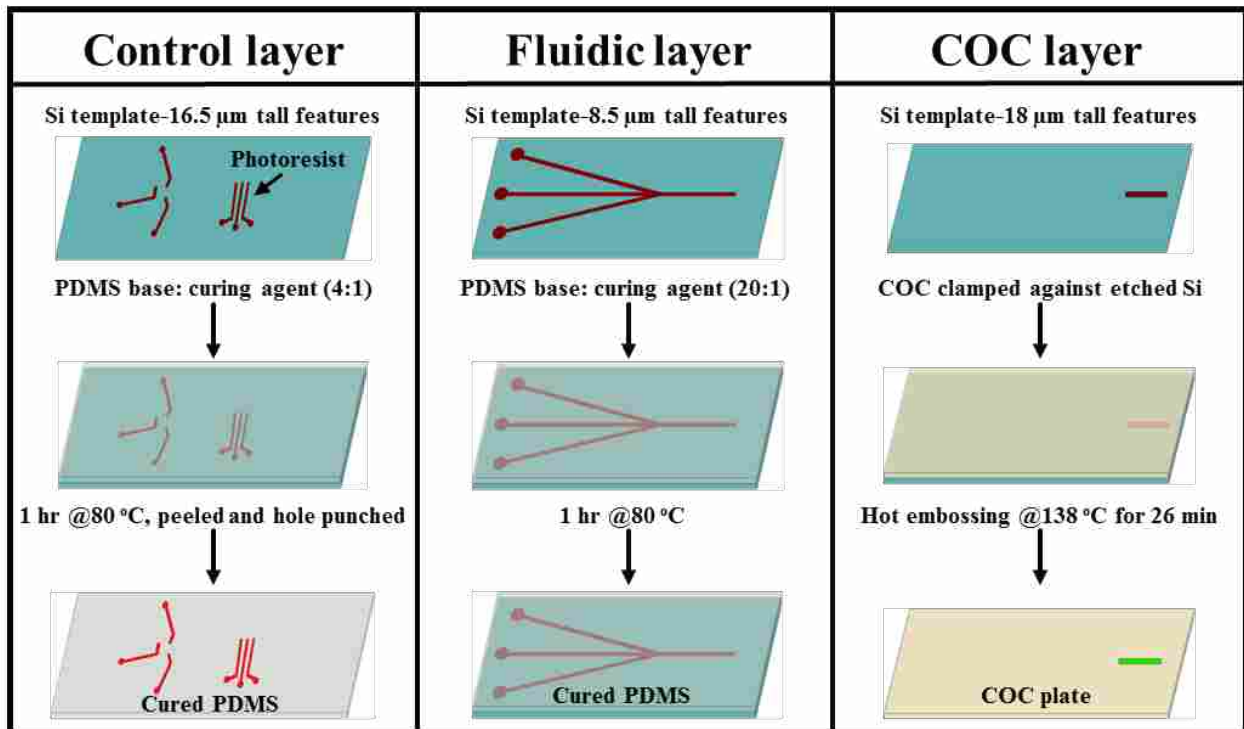 Control layer
Si template-16.5 µm tall features
Photoresist
PDMS base: curing agent (4:1)
1 hr @80 °C, peeled and hole punched
Cured PDMS
Fluidic layer
Si template-8.5 µm tall features
PDMS base: curing agent (20:1)
1 hr @80 °C
Cured PDMS
COC layer
Si template-18 µm tall features
COC clamped against etched Si
Hot embossing @138 °C for 26 min
COC plate